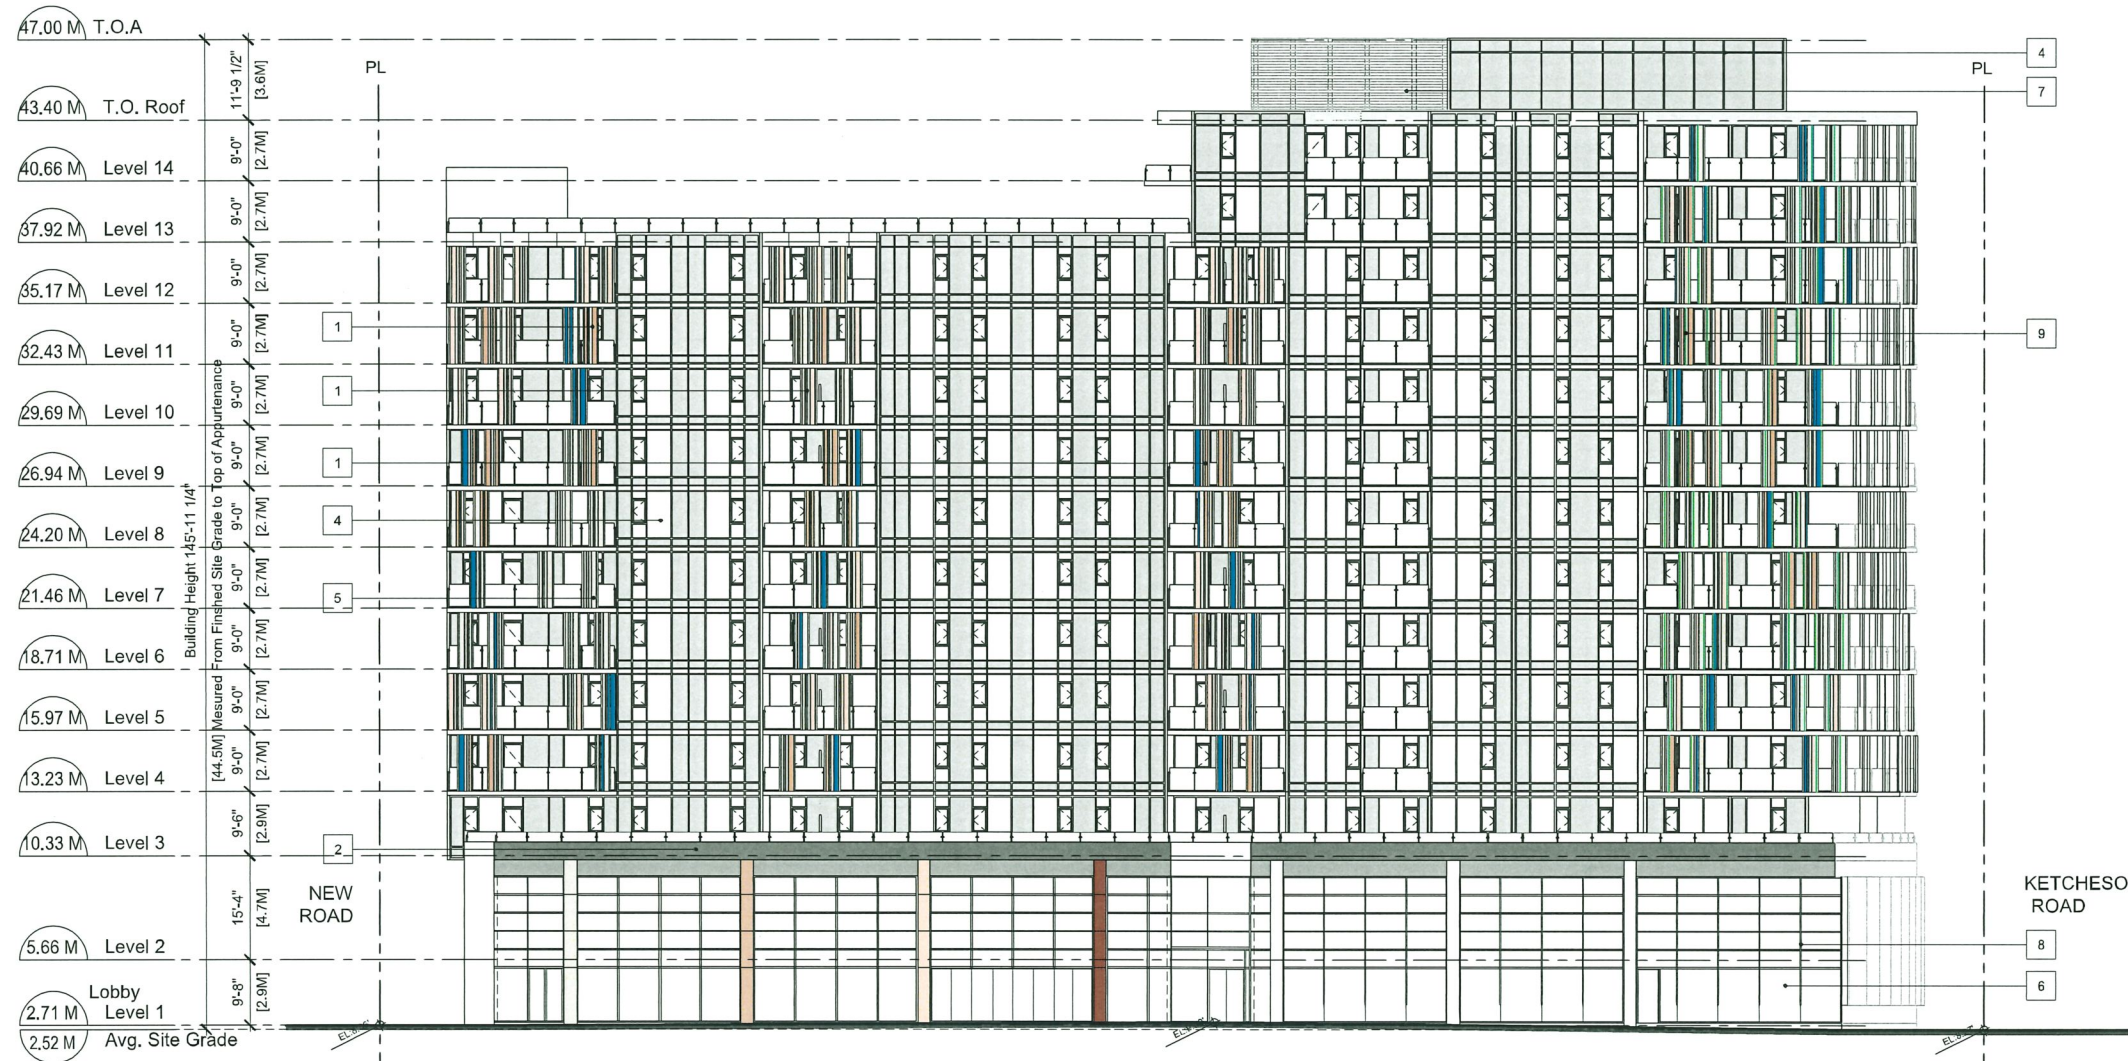 47.00 M T.O.A
11'-9 1/2"
[3.6M]
PL
PL
4
7
43.40 M T.O. Roof
9'-0"
[2.7M]
40.66 M Level 14
9'-0"
[2.7M]
37.92 M Level 13
9'-0"
[2.7M]
35.17 M Level 12
9'-0"
[2.7M]
1
9
32.43 M Level 11
9'-0"
[2.7M]
1
29.69 M Level 10
9'-0"
[2.7M]
1
26.94 M Level 9
9'-0"
[2.7M]
4
24.20 M Level 8
9'-0"
[2.7M]
5
21.46 M Level 7
9'-0"
[2.7M]
18.71 M Level 6
9'-0"
[2.7M]
15.97 M Level 5
9'-0"
[2.7M]
13.23 M Level 4
9'-6"
[2.9M]
10.33 M Level 3
2
15'-4"
[4.7M]
5.66 M Level 2
9'-8"
[2.9M]
Lobby
2.71 M Level 1
2.52 M Avg. Site Grade
Building Height 145'-11 1/4"
[44.5M] Mesured From Finished Site Grade to Top of Appurtenance
NEW
ROAD
KETCHESO
ROAD
8
6